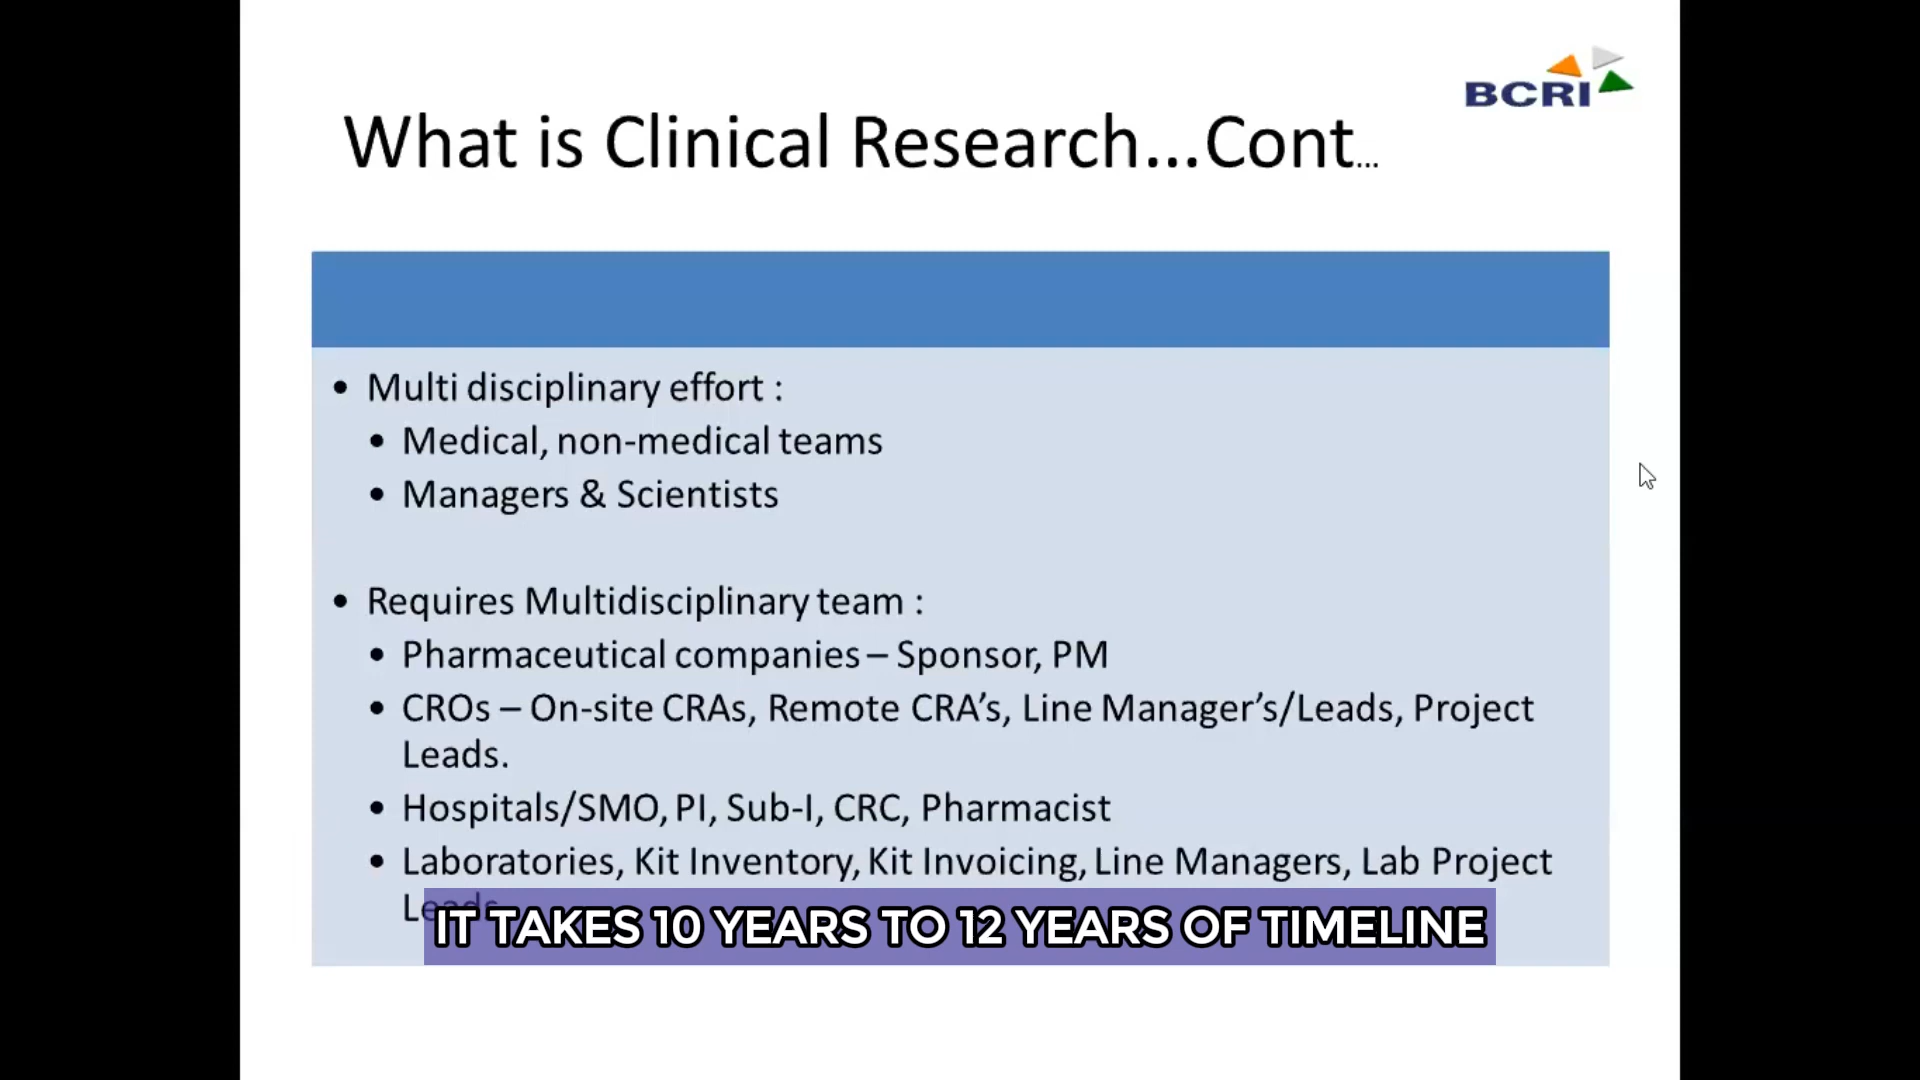 BCRI
What is Clinical Research...Cont...
• Multi disciplinary effort :
• Medical, non-medical teams
• Managers & Scientists
• Requires Multidisciplinary team :
• Pharmaceutical companies – Sponsor, PM
• CROs – On-site CRAs, Remote CRA’s, Line Manager’s/Leads, Project
Leads.
• Hospitals/SMO, PI, Sub-I, CRC, Pharmacist
• Laboratories, Kit Inventory, Kit Invoicing, Line Managers, Lab Project
Leads
IT TAKES 10 YEARS TO 12 YEARS OF TIMELINE